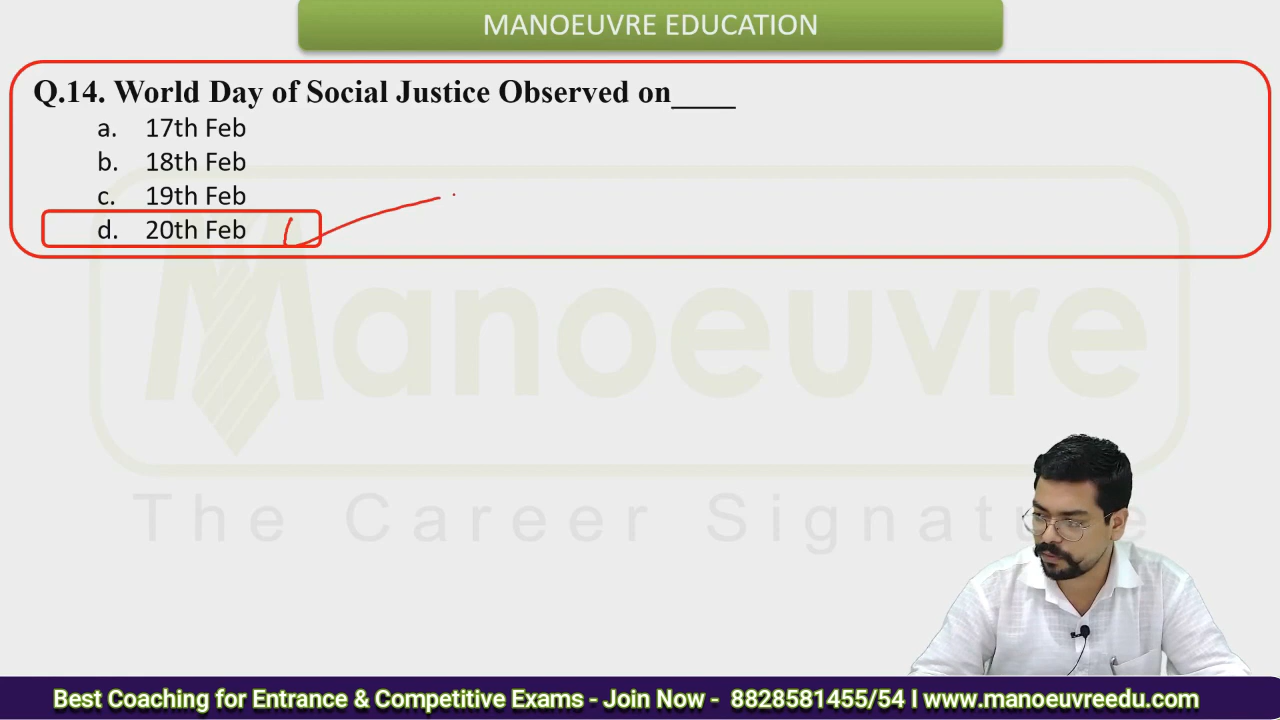 MANOEUVRE EDUCATION
Q.14. World Day of Social Justice Observed on____
a. 17th Feb
b. 18th Feb
c. 19th Feb
d. 20th Feb
Manoeuvre
The Career Signature
Best Coaching for Entrance & Competitive Exams - Join Now - 8828581455/54 I www.manoeuvreedu.com